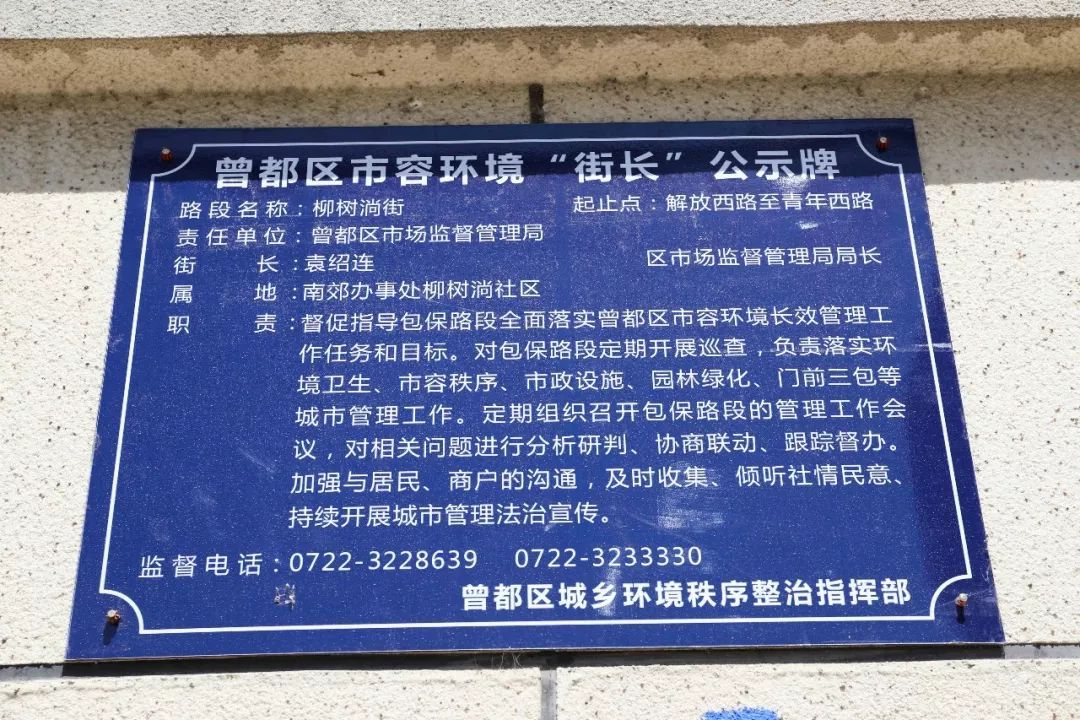 曾都区市容环境“街长”公示牌
路段名称：柳树淌街 起止点：解放西路至青年西路
责任单位：曾都区市场监督管理局
街 长：袁绍连 区市场监督管理局局长
属 地：南郊办事处柳树淌社区
职 责：督促指导包保路段全面落实曾都区市容环境长效管理工
作任务和目标。对包保路段定期开展巡查，负责落实环
境卫生、市容秩序、市政设施、园林绿化、门前三包等
城市管理工作。定期组织召开包保路段的管理工作会
议，对相关问题进行分析研判、协商联动、跟踪督办。
加强与居民、商户的沟通，及时收集、倾听社情民意、
持续开展城市管理法治宣传。
监督电话：0722-3228639 0722-3233330
曾都区城乡环境秩序整治指挥部